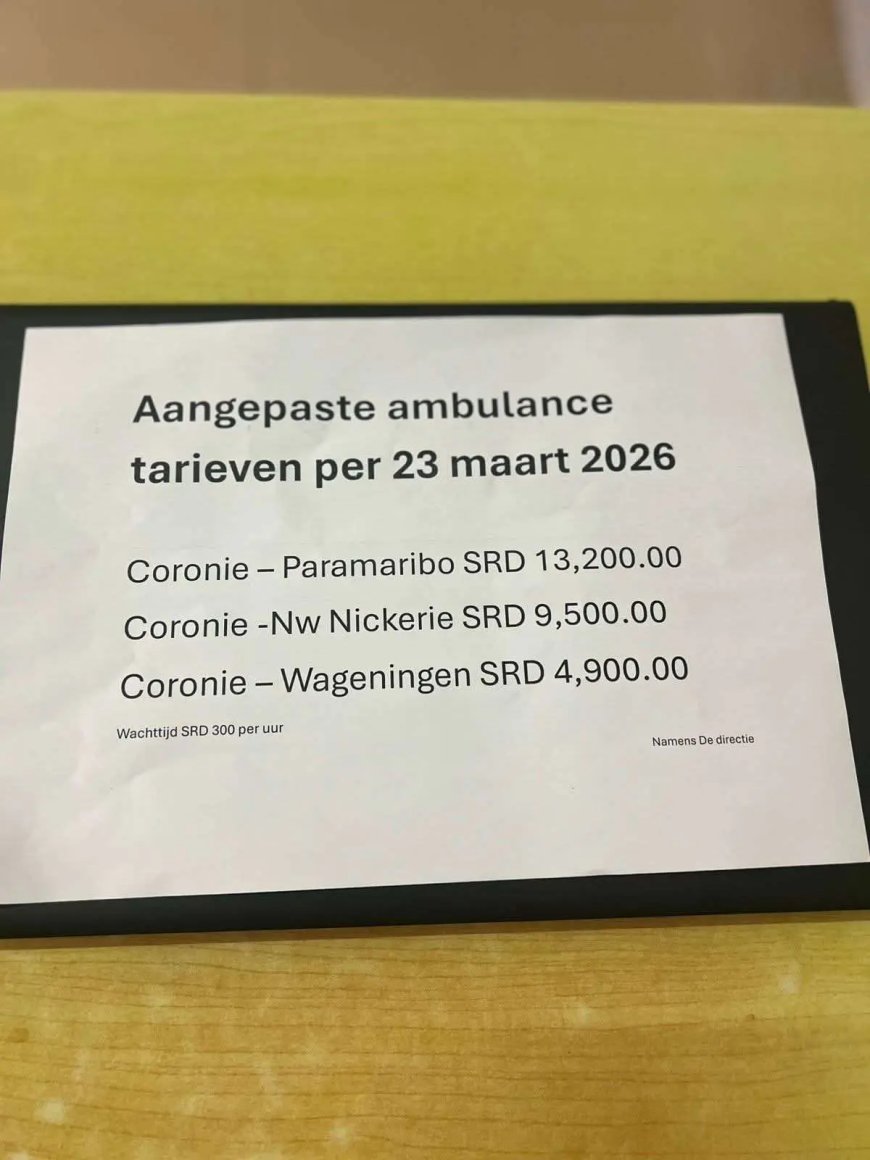 Aangepaste ambulance
tarieven per 23 maart 2026
Coronie – Paramaribo SRD 13,200.00
Coronie -Nw Nickerie SRD 9,500.00
Coronie – Wageningen SRD 4,900.00
Wachttijd SRD 300 per uur
Namens De directie